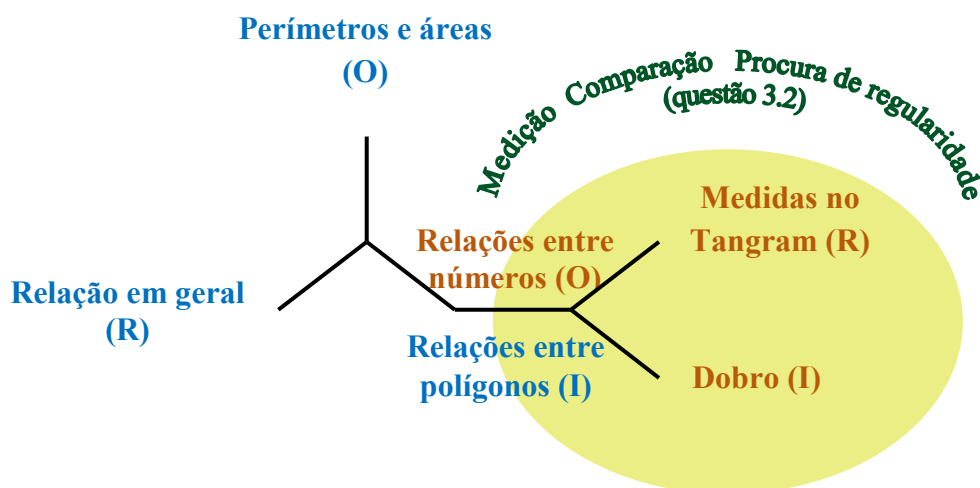 Perímetros e áreas
(O)
Medição Comparação Procura de regularidade
(questão 3.2)
Medidas no
Tangram (R)
Relações entre
números (O)
Relação em geral
(R)
Relações entre
polígonos (I)
Dobro (I)